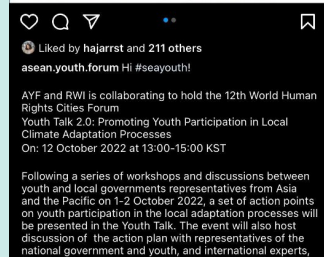 Liked by hajarrst and 211 others
asean.youth.forum Hi #seayouth!
AYF and RWI is collaborating to hold the 12th World Human
Rights Cities Forum
Youth Talk 2.0: Promoting Youth Participation in Local
Climate Adaptation Processes
On: 12 October 2022 at 13:00-15:00 KST
Following a series of workshops and discussions between
youth and local governments representatives from Asia
and the Pacific on 1-2 October 2022, a set of action points
on youth participation in the local adaptation processes will
be presented in the Youth Talk. The event will also host
discussion of the action plan with representatives of the
national government and youth, and international experts,